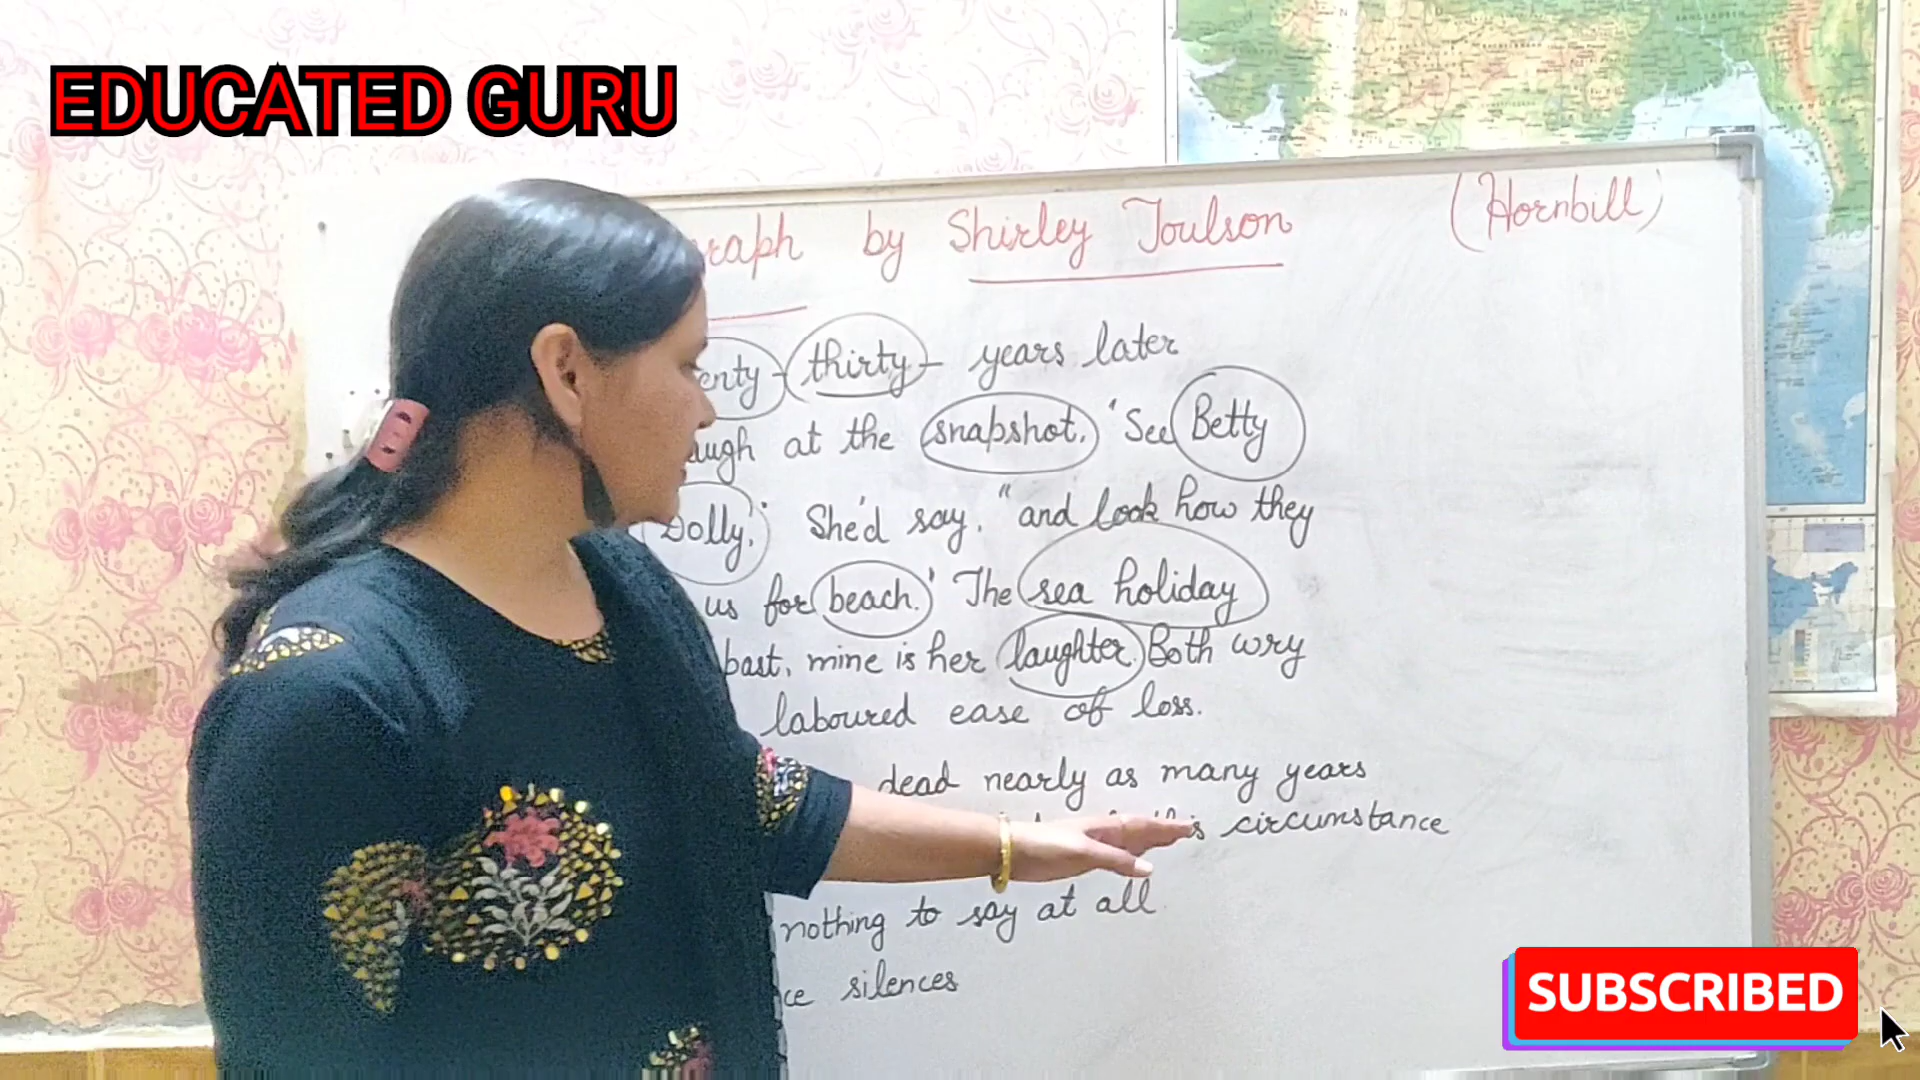 EDUCATED GURU
raph by Shirley Toulson (Hornbill)
enty - thirty - years later
augh at the snapshot. 'See Betty
Dolly,' She'd say, "and look how they
us for beach.' The sea holiday
past, mine is her laughter. Both wry
laboured ease of loss.
dead nearly as many years
this circumstance
nothing to say at all
ce silences
SUBSCRIBED